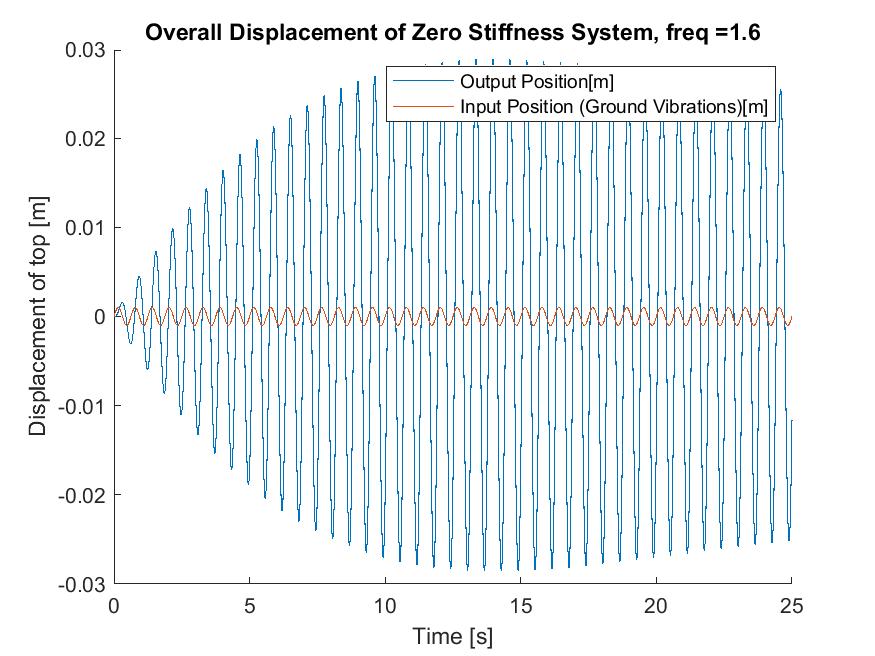 Overall Displacement of Zero Stiffness System, freq =1.6
0.03
0.02
0.01
0
-0.01
-0.02
-0.03
Displacement of top [m]
Output Position[m]
Input Position (Ground Vibrations)[m]
0 5 10 15 20 25
Time [s]